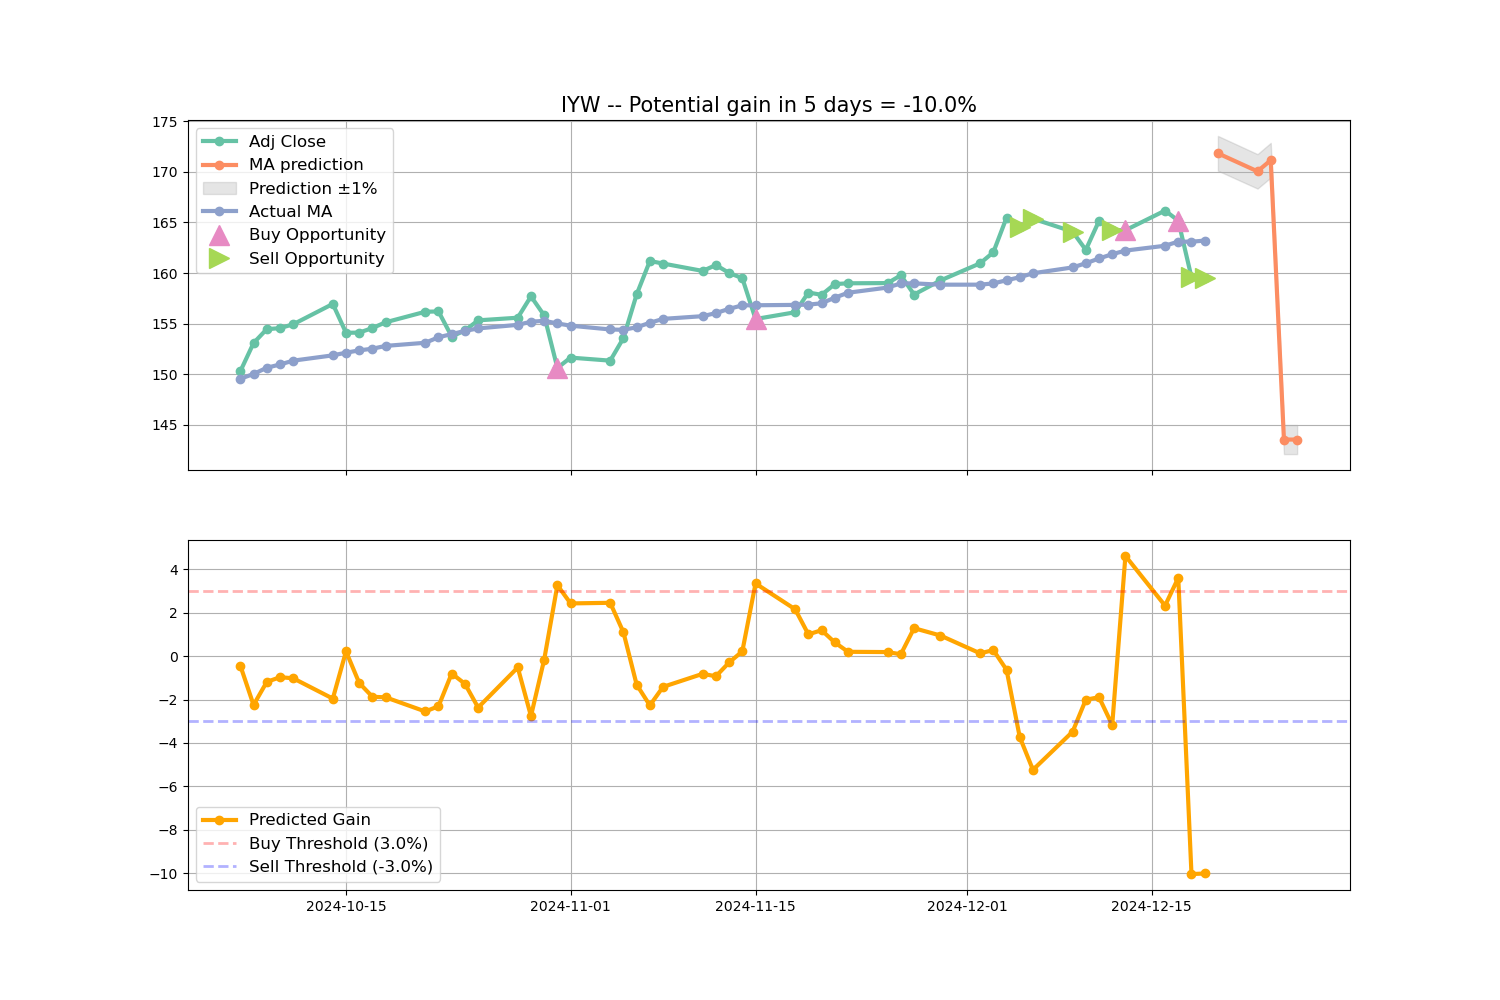 IYW -- Potential gain in 5 days = -10.0%
175
170
165
160
155
150
145
Adj Close
MA prediction
Prediction ±1%
Actual MA
Buy Opportunity
Sell Opportunity
4
2
0
−2
−4
−6
−8
−10
Predicted Gain
Buy Threshold (3.0%)
Sell Threshold (-3.0%)
2024-10-15
2024-11-01
2024-11-15
2024-12-01
2024-12-15